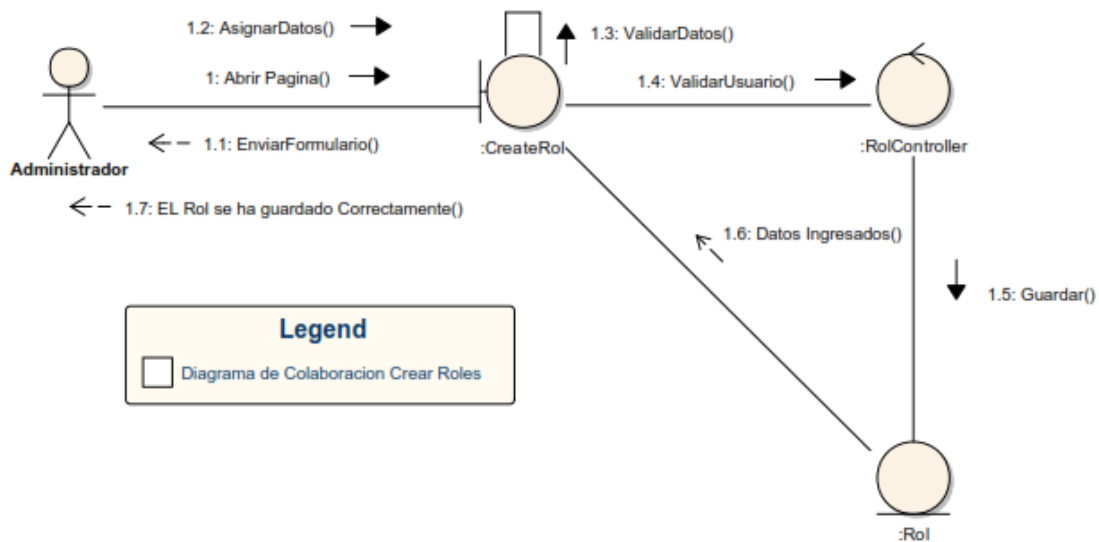 1.2: AsignarDatos()
1.3: ValidarDatos()
1: Abrir Pagina()
1.4: ValidarUsuario()
1.1: EnviarFormulario()
:CreateRol
:RolController
Administrador
1.7: EL Rol se ha guardado Correctamente()
1.6: Datos Ingresados()
1.5: Guardar()
Legend
Diagrama de Colaboracion Crear Roles
:Rol